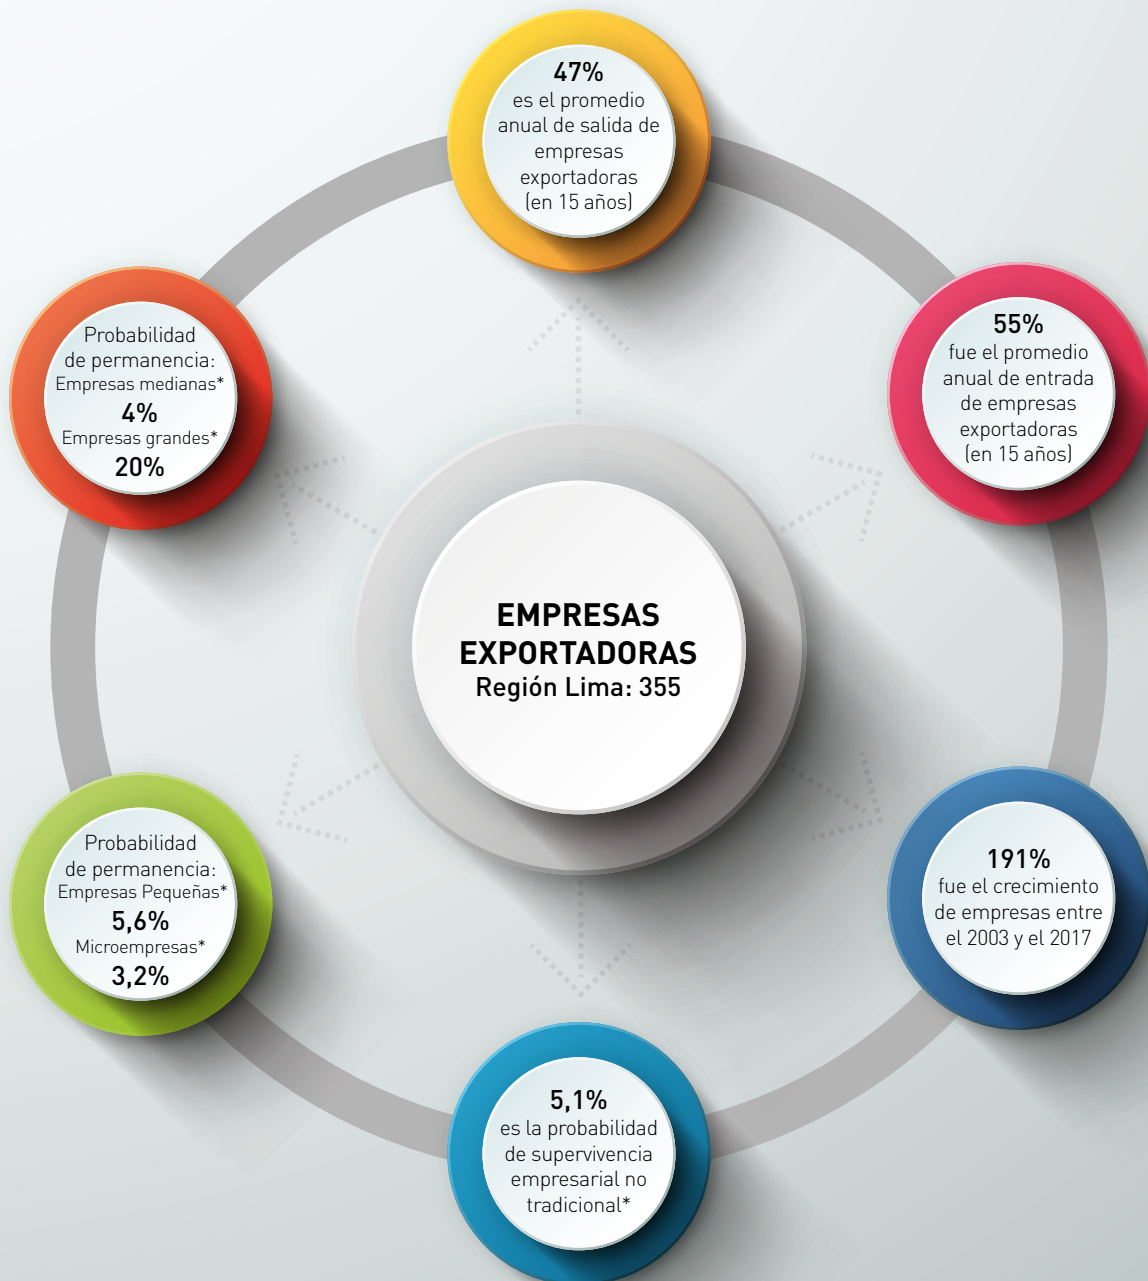 47%
es el promedio
anual de salida de
empresas
exportadoras
(en 15 años)
55%
fue el promedio
anual de entrada
de empresas
exportadoras
(en 15 años)
Probabilidad
de permanencia:
Empresas medianas*
4%
Empresas grandes*
20%
EMPRESAS
EXPORTADORAS
Región Lima: 355
Probabilidad
de permanencia:
Empresas Pequeñas*
5,6%
Microempresas*
3,2%
191%
fue el crecimiento
de empresas entre
el 2003 y el 2017
5,1%
es la probabilidad
de supervivencia
empresarial no
tradicional*